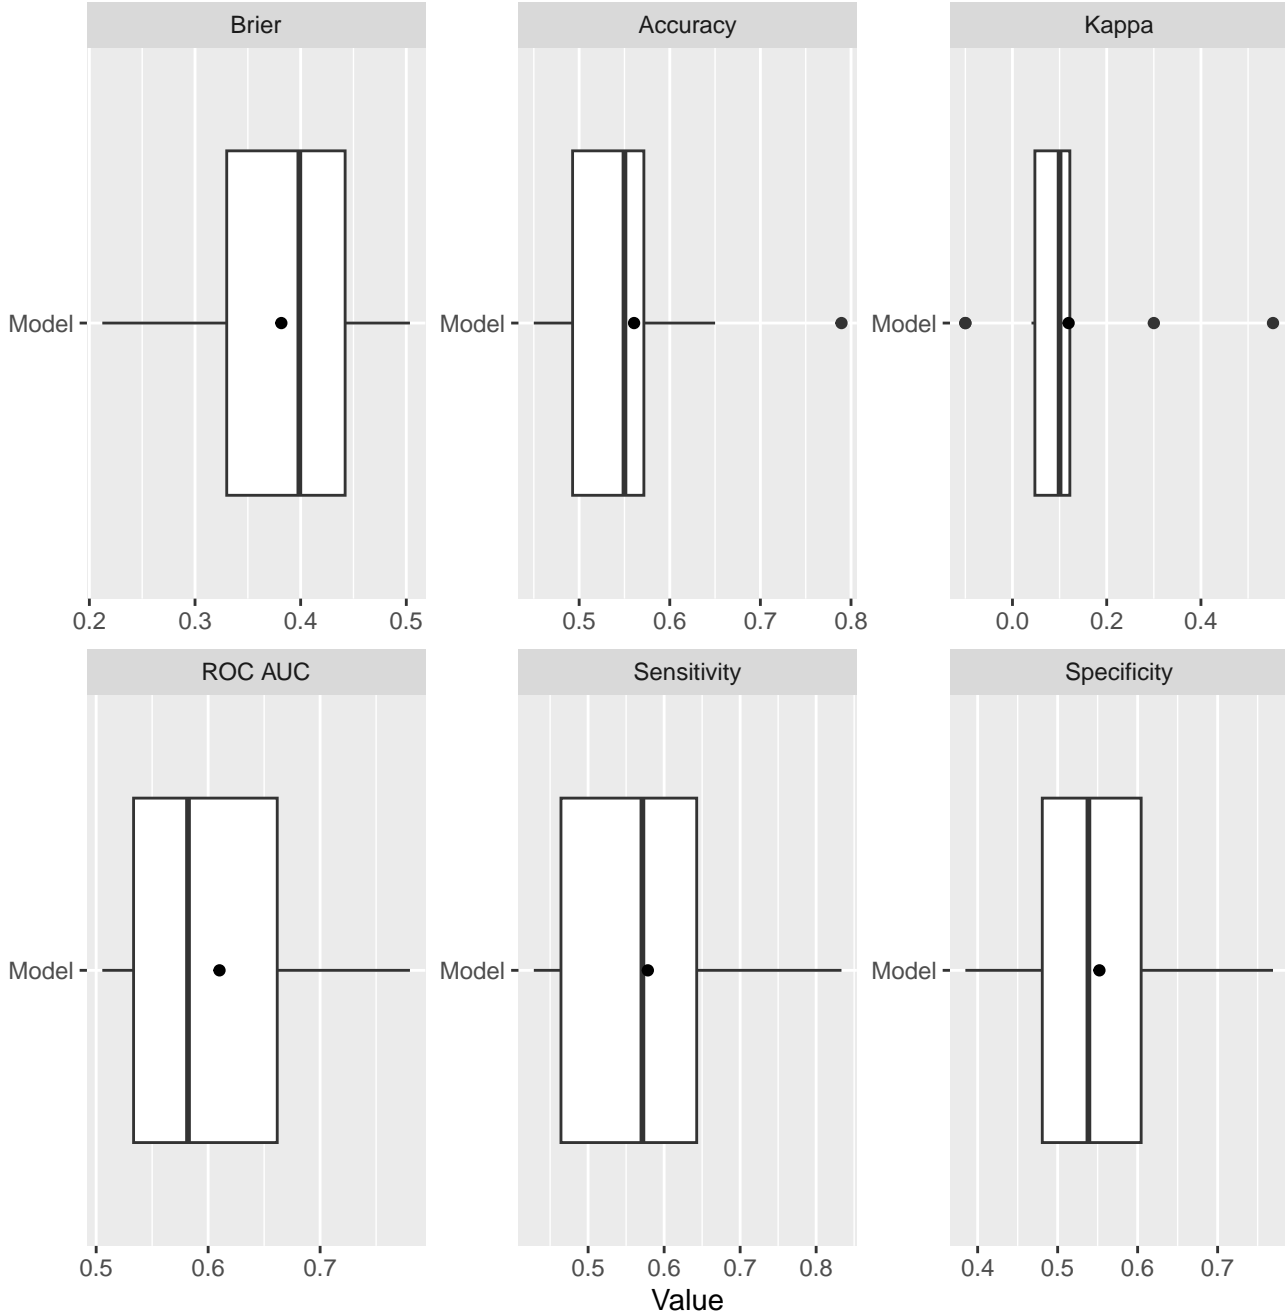 Brier Accuracy Kappa
Model Model Model
0.2 0.3 0.4 0.5 0.5 0.6 0.7 0.8 0.0 0.2 0.4
ROC AUC Sensitivity Specificity
Model Model Model
0.5 0.6 0.7 0.5 0.6 0.7 0.8 0.4 0.5 0.6 0.7
Value